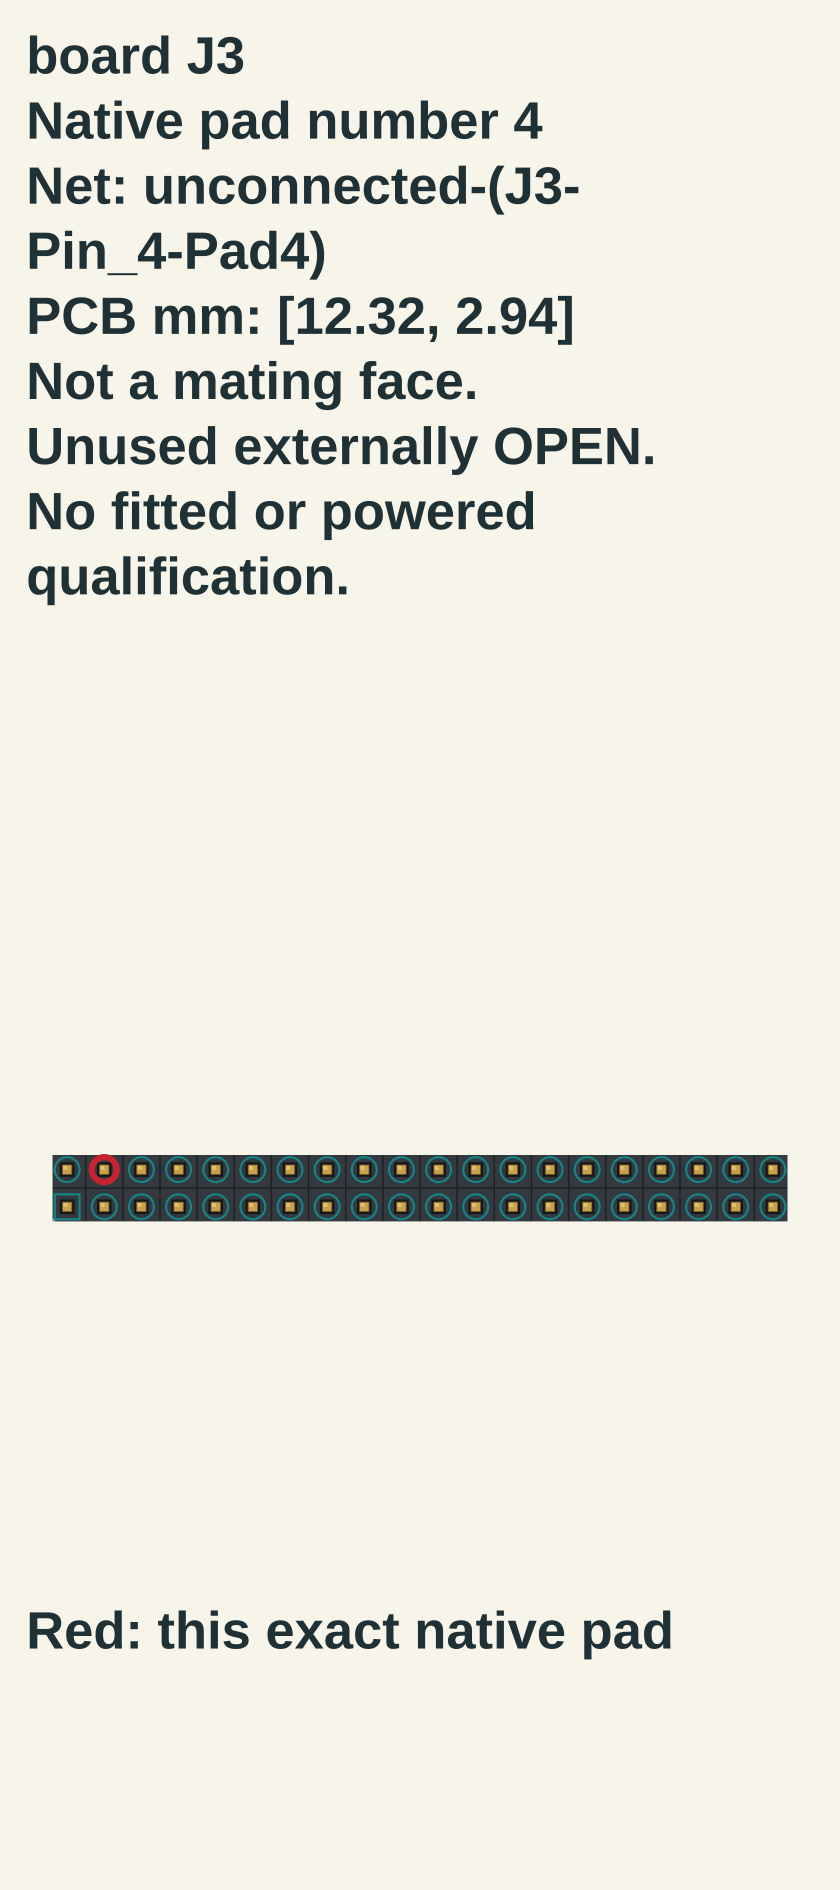 board J3
Native pad number 4
Net: unconnected-(J3-
Pin_4-Pad4)
PCB mm: [12.32, 2.94]
Not a mating face.
Unused externally OPEN.
No fitted or powered
qualification.
Red: this exact native pad